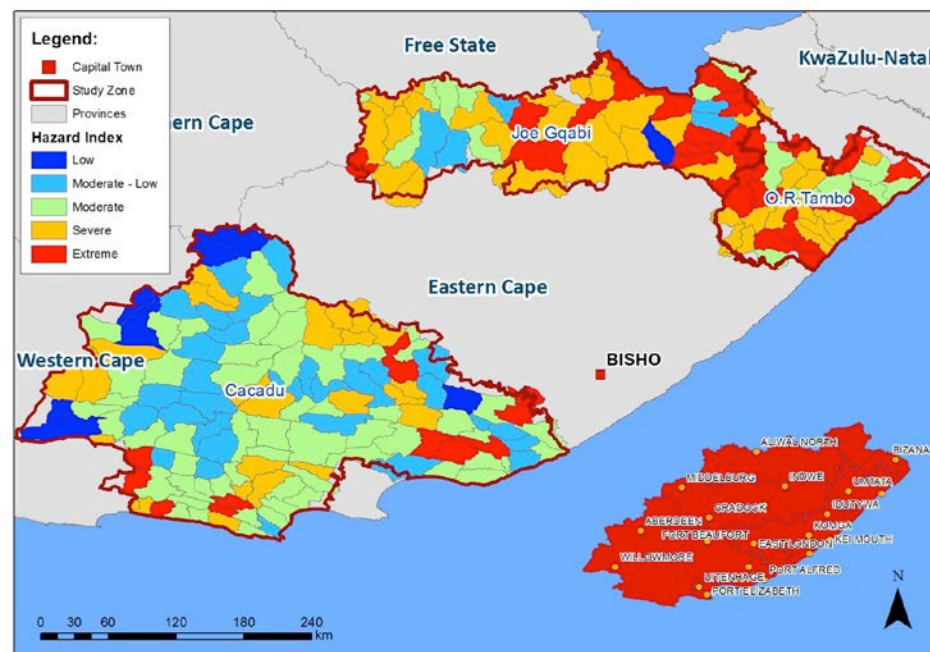 Legend:
Capital Town
Study Zone
Provinces
Hazard Index
Low
Moderate - Low
Moderate
Severe
Extreme
Free State
KwaZulu-Natal
ern Cape
Joe Gqabi
O.R.Tambo
Eastern Cape
Western Cape
Cacadu
BISHO
ALIWAL NORTH
BIZANA
MIDDELBURG
INDWE
UMTATA
IDUTYWA
CRADOCK
ABERDEEN
KOMGA
FORT BEAUFORT
EAST LONDON
KEI MOUTH
WILLOWMORE
PORT ALFRED
UITENHAGE
PORT ELIZABETH
N
0 15 30 60 120 180 240
km